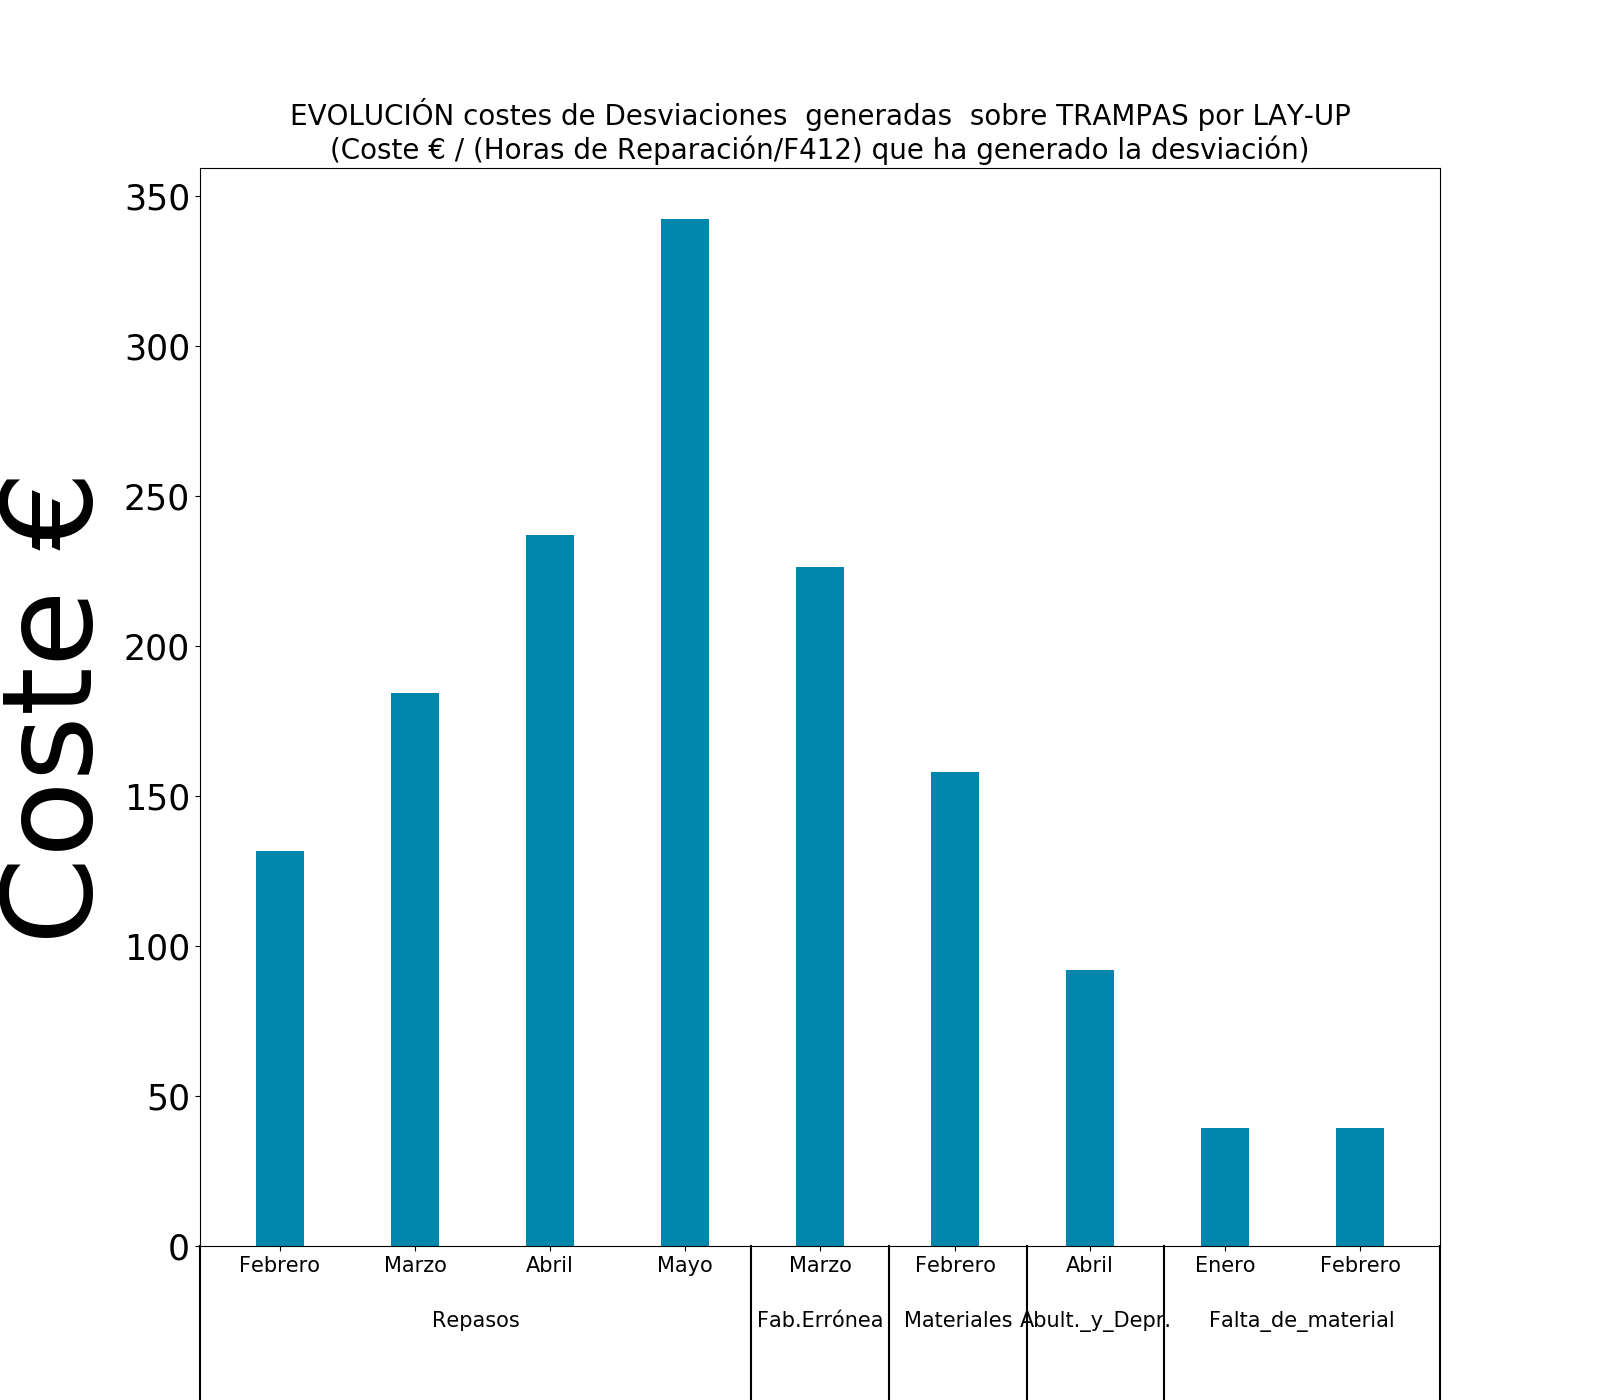 EVOLUCIÓN costes de Desviaciones  generadas  sobre TRAMPAS por LAY-UP
(Coste € / (Horas de Reparación/F412) que ha generado la desviación)
Coste €
350
300
250
200
150
100
50
0
Febrero Marzo Abril Mayo Marzo Febrero Abril Enero Febrero
Repasos Fab.Errónea Materiales Abult._y_Depr. Falta_de_material